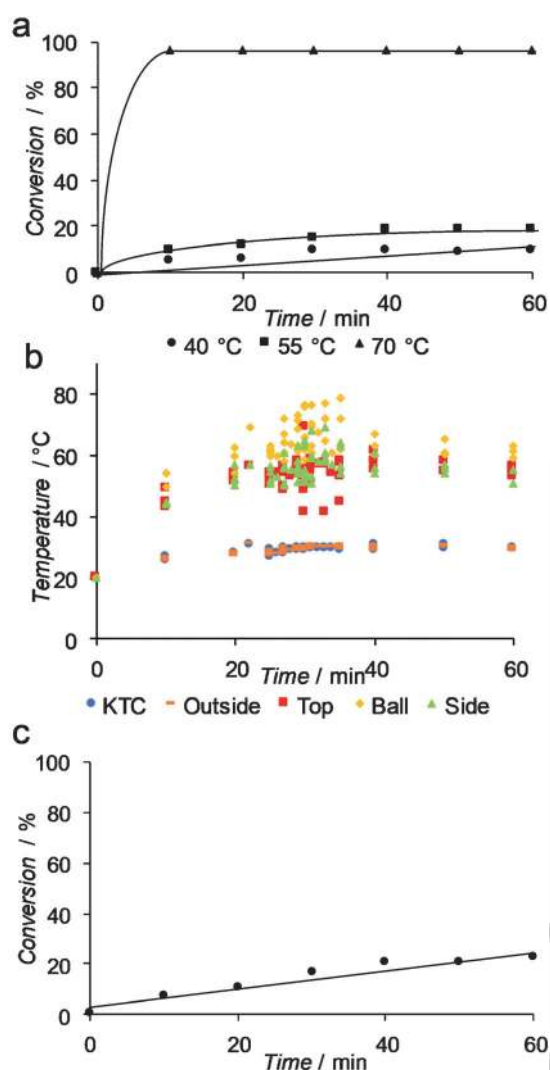 a
100
80
60
40
20
0
Conversion / %
0 20 40 60
Time / min
● 40 °C ■ 55 °C ▲ 70 °C
b
80
60
40
20
0
Temperature / °C
0 20 40 60
Time / min
● KTC - Outside ■ Top ◆ Ball ▲ Side
c
100
80
60
40
20
0
Conversion / %
0 20 40 60
Time / min